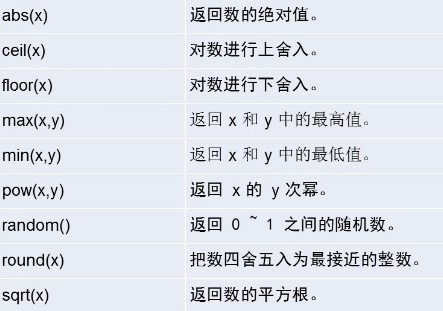 abs(x) 返回数的绝对值。
ceil(x) 对数进行上舍入。
floor(x) 对数进行下舍入。
max(x,y) 返回 x 和 y 中的最高值。
min(x,y) 返回 x 和 y 中的最低值。
pow(x,y) 返回 x 的 y 次幂。
random() 返回 0 ~ 1 之间的随机数。
round(x) 把数四舍五入为最接近的整数。
sqrt(x) 返回数的平方根。